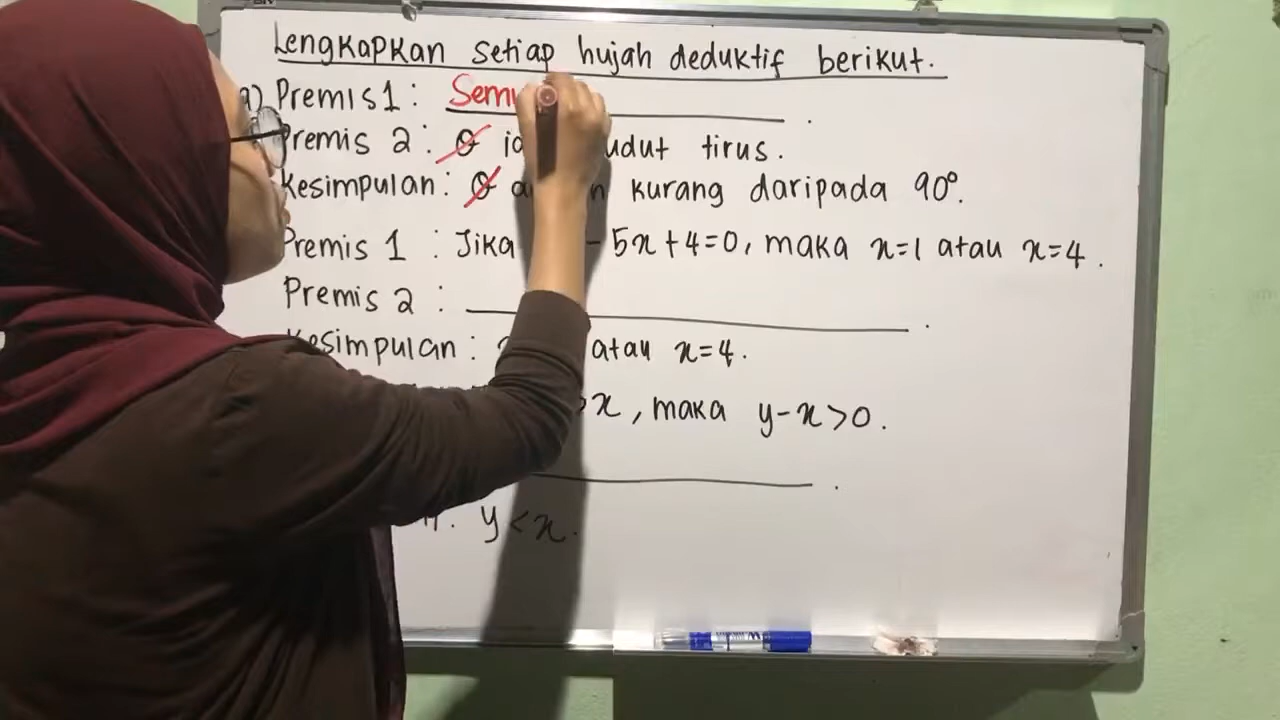 Lengkapkan setiap hujah deduktif berikut.
a) Premis 1: Semu .
Premis 2: θ udut tirus.
Kesimpulan: θ kurang daripada 90°.
Premis 1: Jika - 5x+4=0, maka x=1 atau x=4.
Premis 2: .
Kesimpulan: atau x=4.
x, maka y-x>0.
.
y<x.